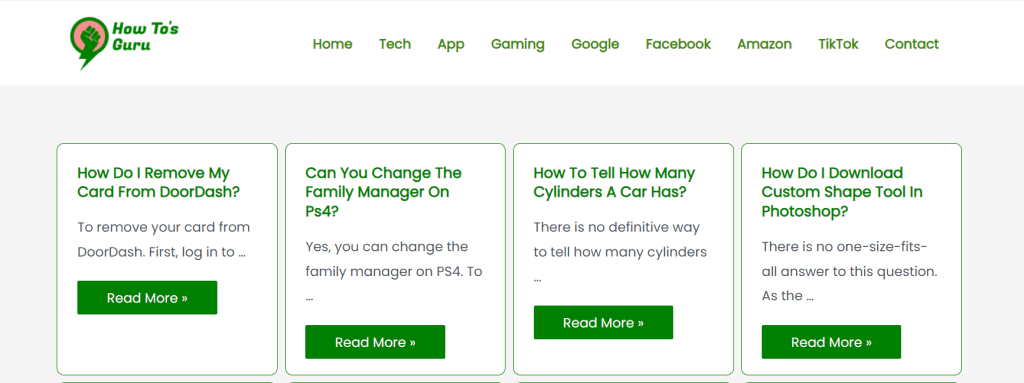 How To's
Guru
Home Tech App Gaming Google Facebook Amazon TikTok Contact
How Do I Remove My
Card From DoorDash?
To remove your card from
DoorDash. First, log in to ...
Read More »
Can You Change The
Family Manager On
Ps4?
Yes, you can change the
family manager on PS4. To
...
Read More »
How To Tell How Many
Cylinders A Car Has?
There is no definitive way
to tell how many cylinders
...
Read More »
How Do I Download
Custom Shape Tool In
Photoshop?
There is no one-size-fits-
all answer to this question.
As the ...
Read More »